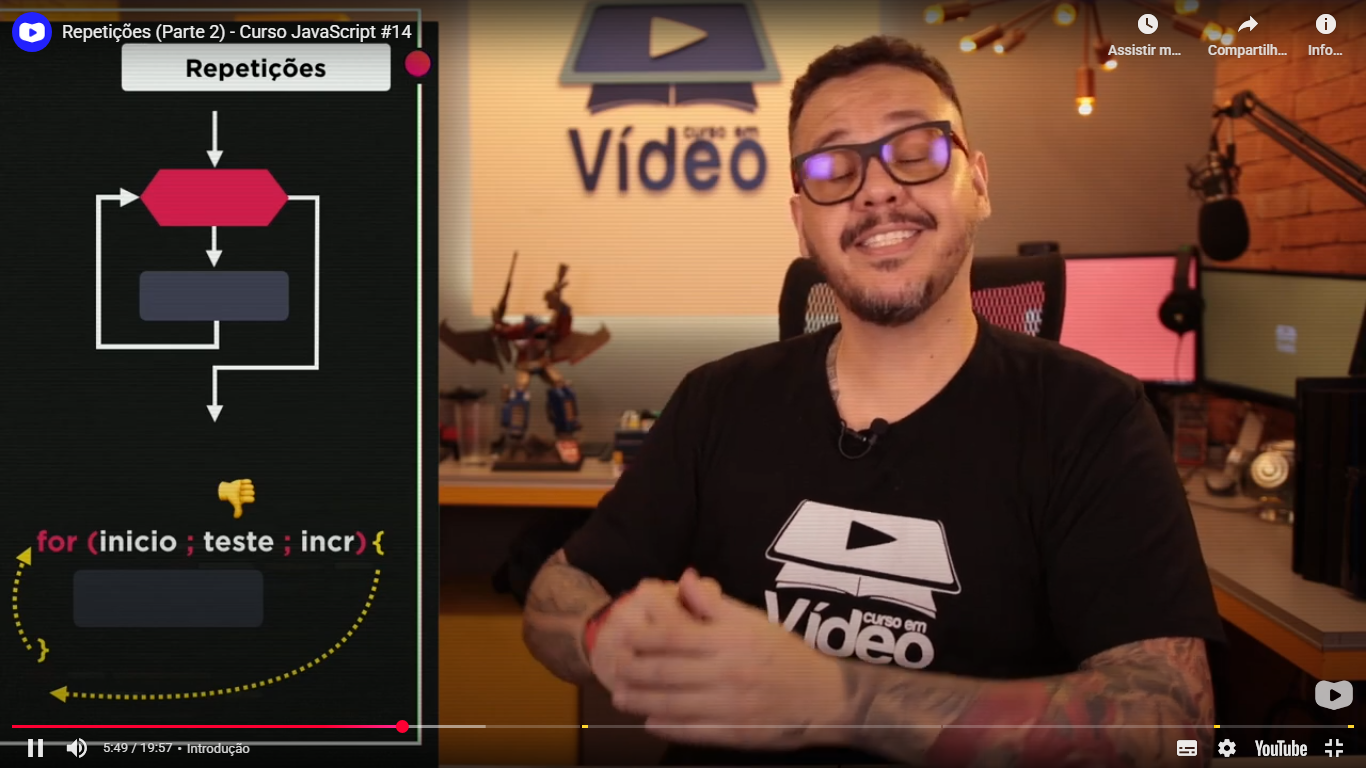 Repetições (Parte 2) - Curso JavaScript #14
Assistir m...
Compartilh...
Info...
Repetições
curso em
Vídeo
for (inicio ; teste ; incr) {
}
curso em
Vídeo
5:49 / 19:57 • Introdução
YouTube